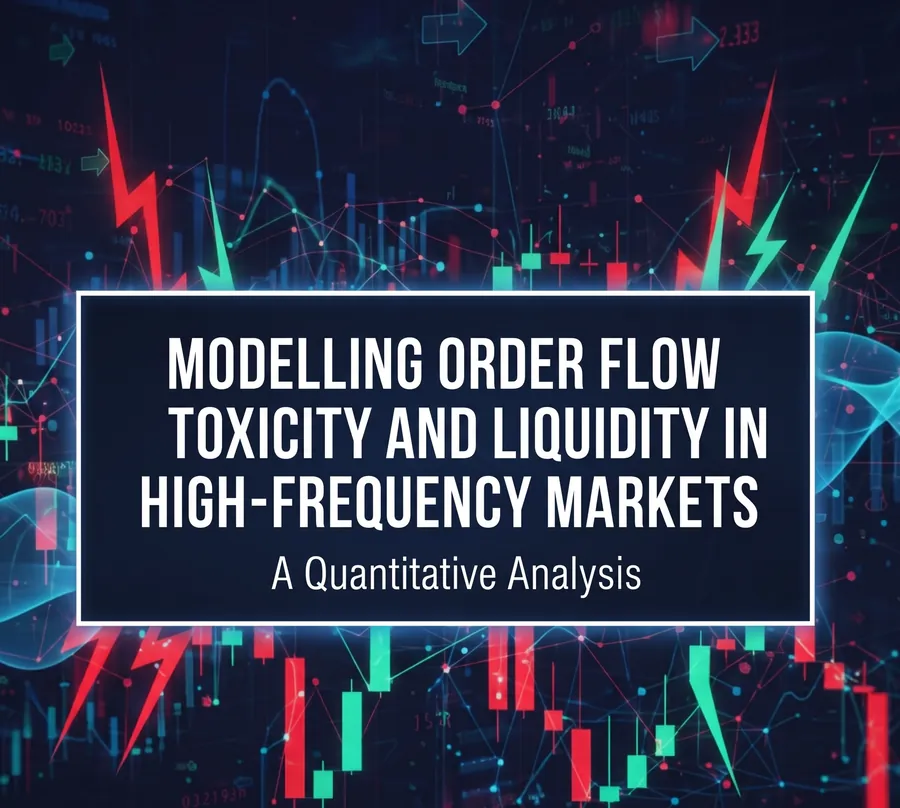 MODELLING ORDER FLOW
TOXICITY AND LIQUIDITY IN
HIGH-FREQUENCY MARKETS
A Quantitative Analysis